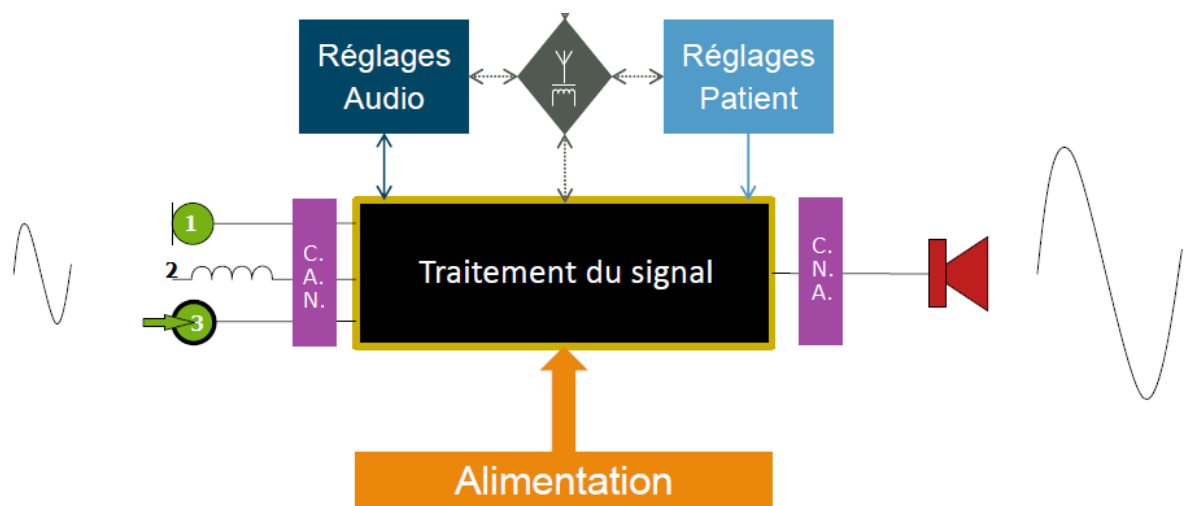 Réglages
Audio
Réglages
Patient
1
2
3
C.
A.
N.
Traitement du signal
C.
N.
A.
Alimentation